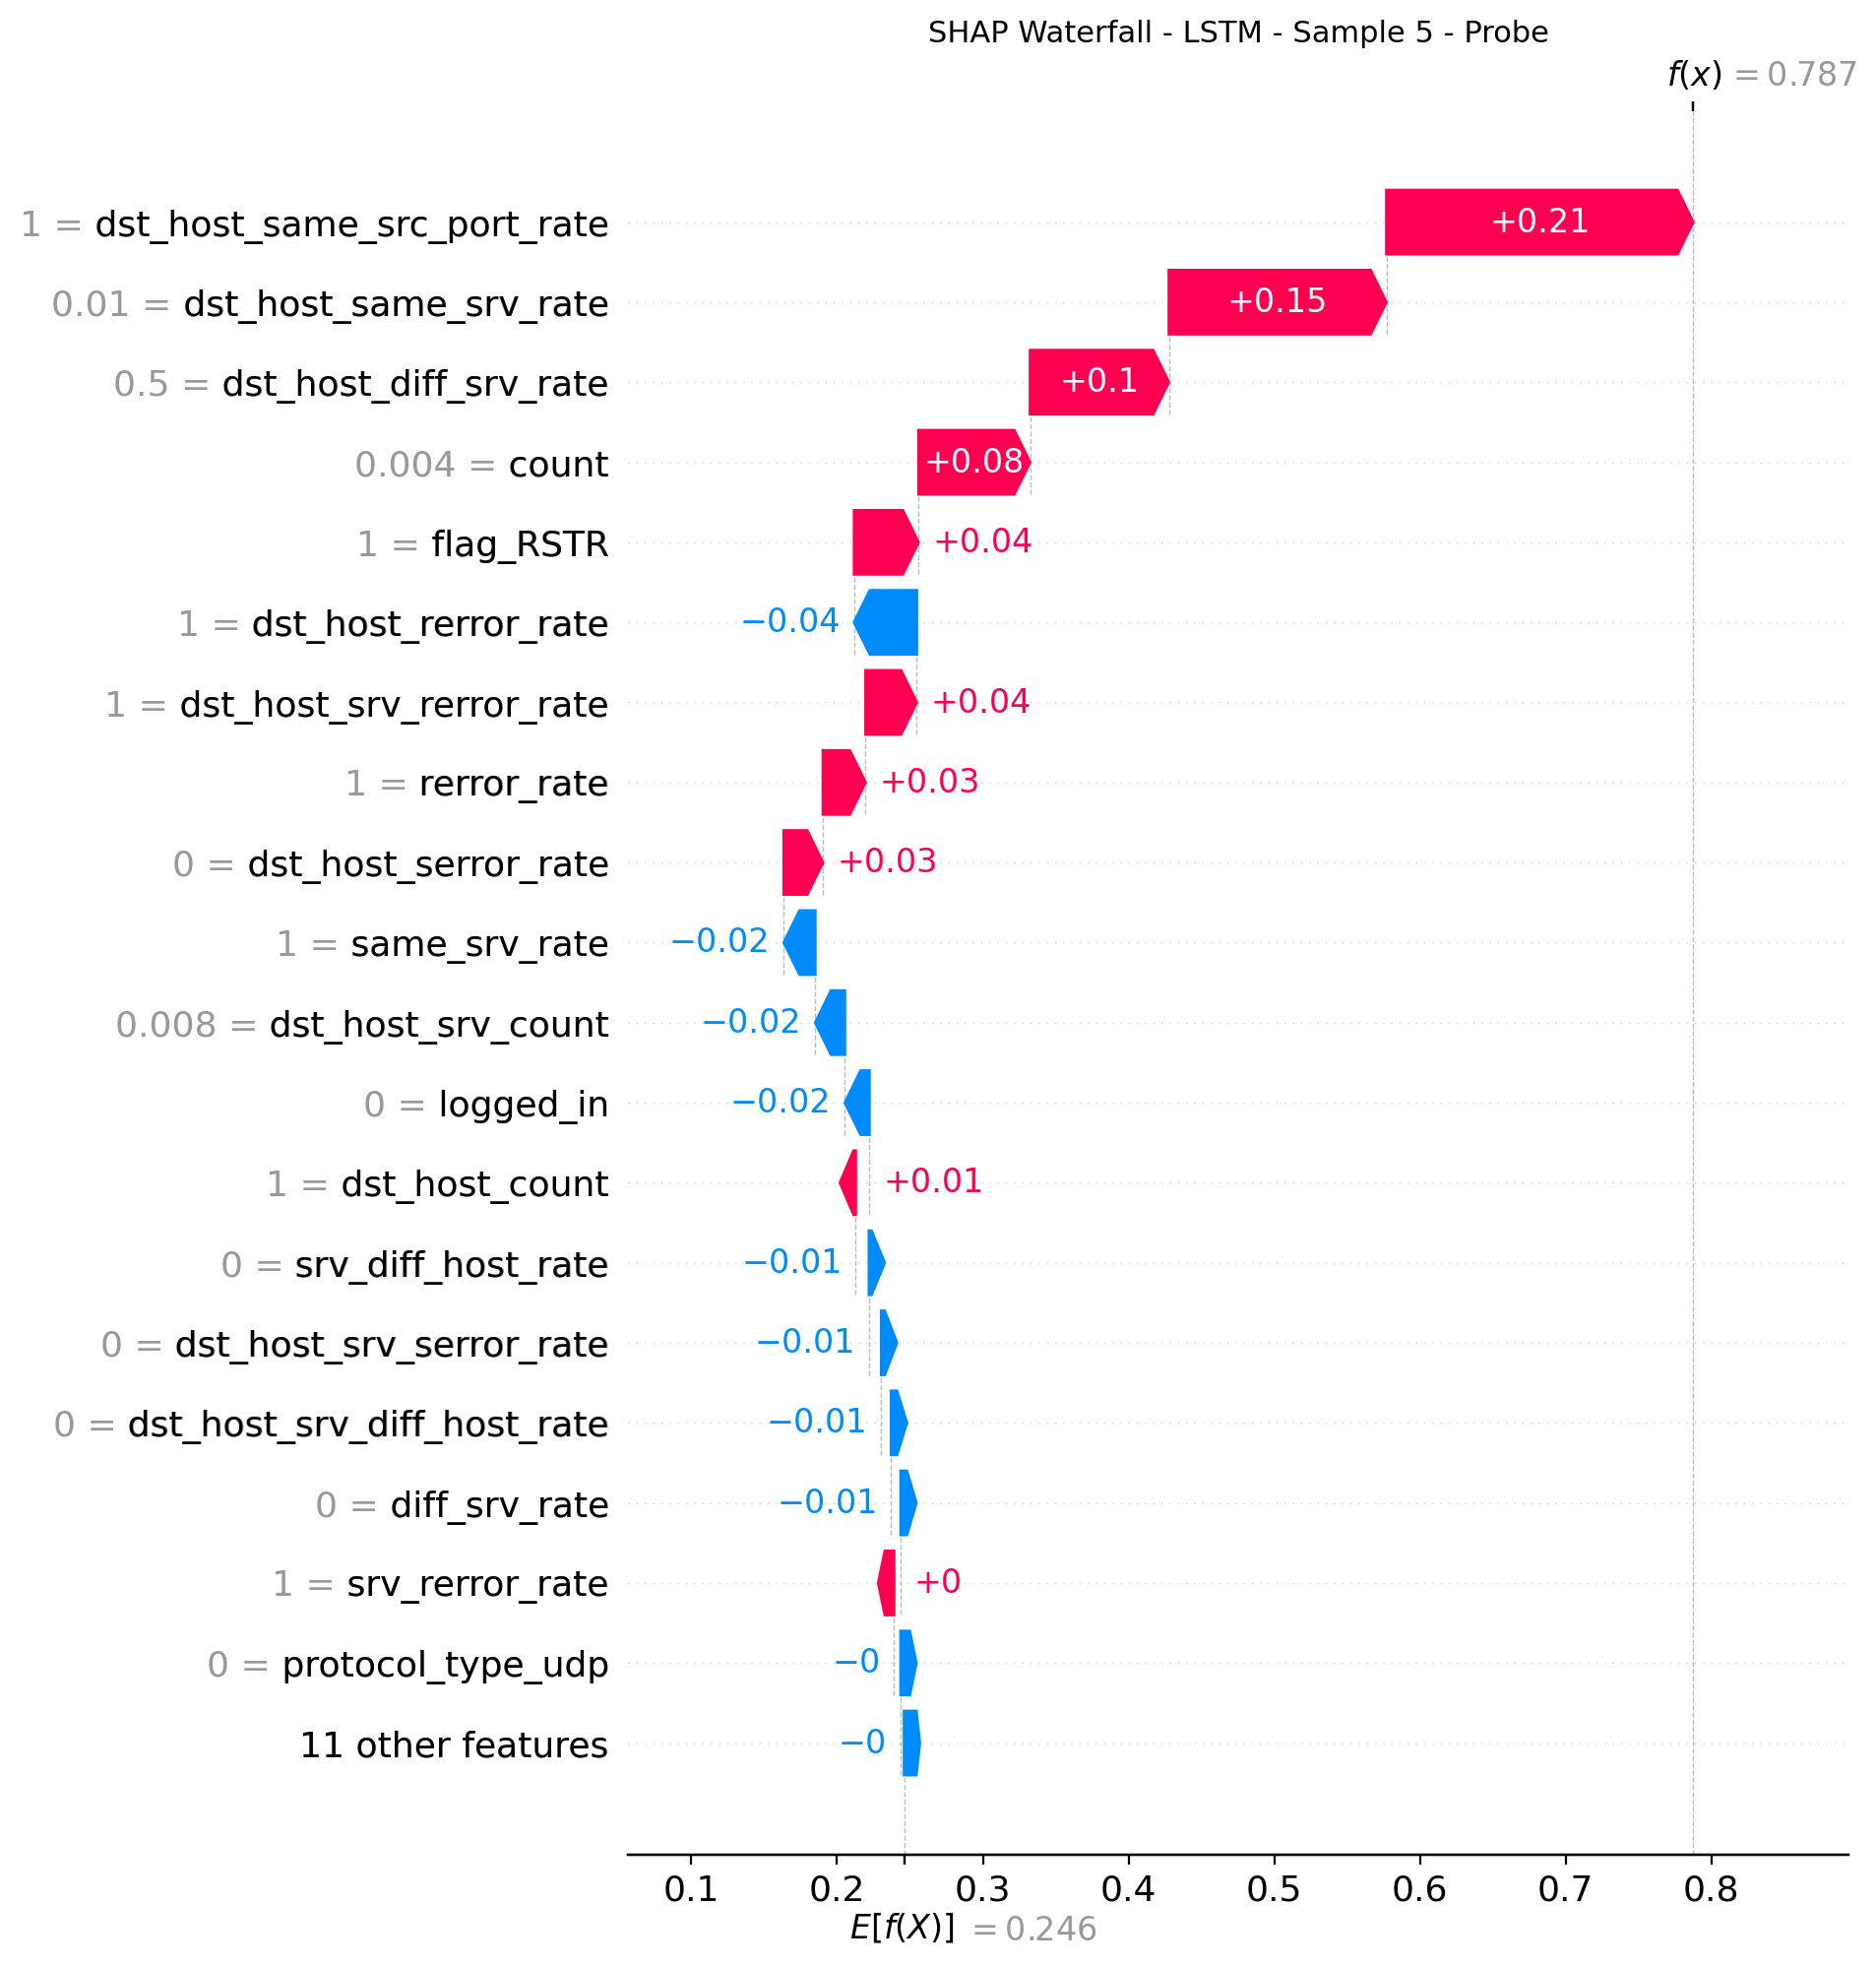 SHAP Waterfall - LSTM - Sample 5 - Probe
f(x) = 0.787
1 = dst_host_same_src_port_rate +0.21
0.01 = dst_host_same_srv_rate +0.15
0.5 = dst_host_diff_srv_rate +0.1
0.004 = count +0.08
1 = flag_RSTR +0.04
1 = dst_host_rerror_rate −0.04
1 = dst_host_srv_rerror_rate +0.04
1 = rerror_rate +0.03
0 = dst_host_serror_rate +0.03
1 = same_srv_rate −0.02
0.008 = dst_host_srv_count −0.02
0 = logged_in −0.02
1 = dst_host_count +0.01
0 = srv_diff_host_rate −0.01
0 = dst_host_srv_serror_rate −0.01
0 = dst_host_srv_diff_host_rate −0.01
0 = diff_srv_rate −0.01
1 = srv_rerror_rate +0
0 = protocol_type_udp −0
11 other features −0
0.1 0.2 0.3 0.4 0.5 0.6 0.7 0.8
E[f(X)] = 0.246